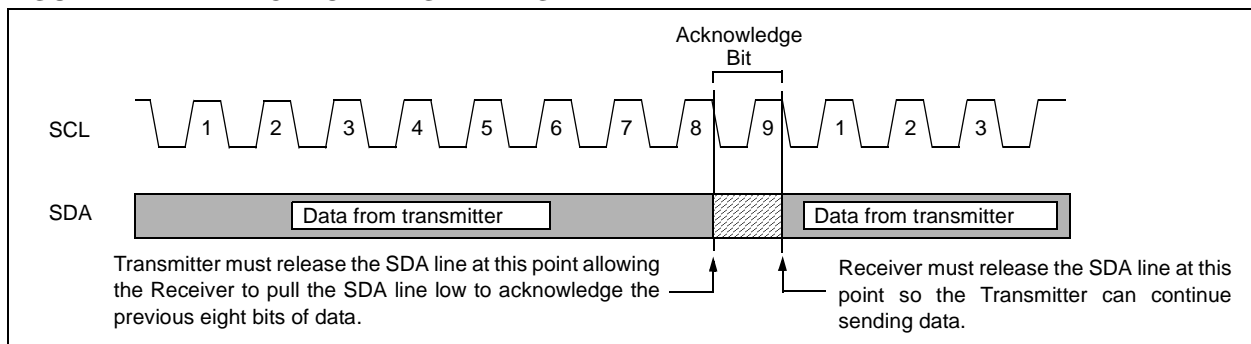 Acknowledge
Bit
SCL
1 2 3 4 5 6 7 8 9 1 2 3
SDA
Data from transmitter
Data from transmitter
Transmitter must release the SDA line at this point allowing
the Receiver to pull the SDA line low to acknowledge the
previous eight bits of data.
Receiver must release the SDA line at this
point so the Transmitter can continue
sending data.